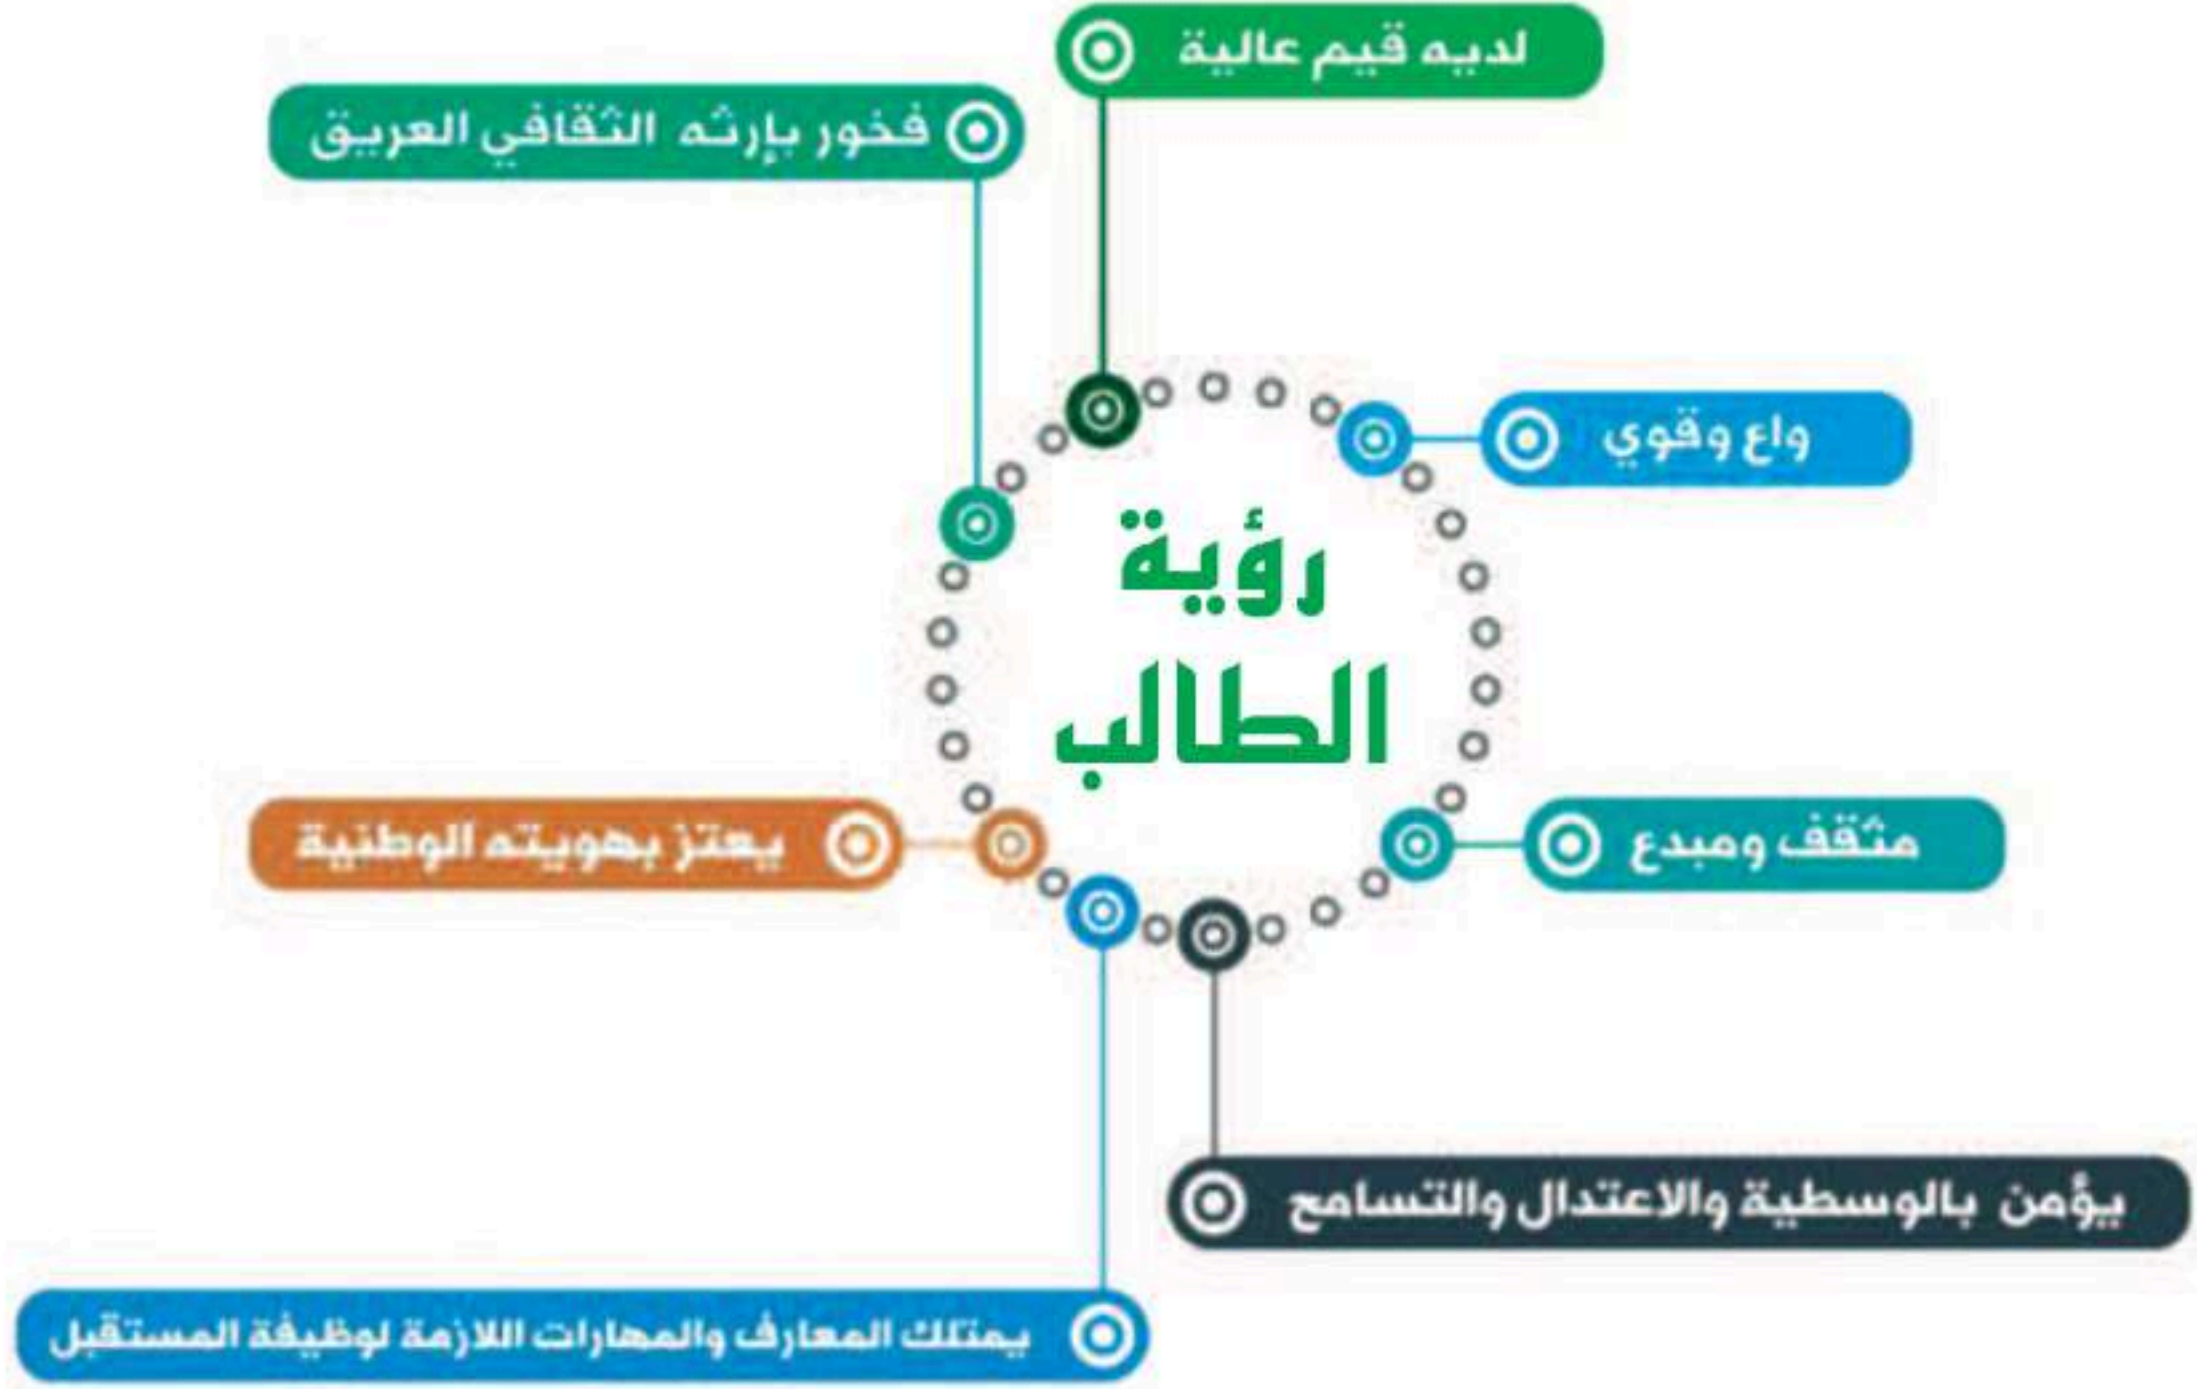 لديه قيم عالية
فخور بإرثه الثقافي العريق
واع وقوي
رؤية
الطالب
يعتز بهويته الوطنية
مثقف ومبدع
يؤمن بالوسطية والاعتدال والتسامح
يمتلك المعارف والمهارات اللازمة لوظيفة المستقبل